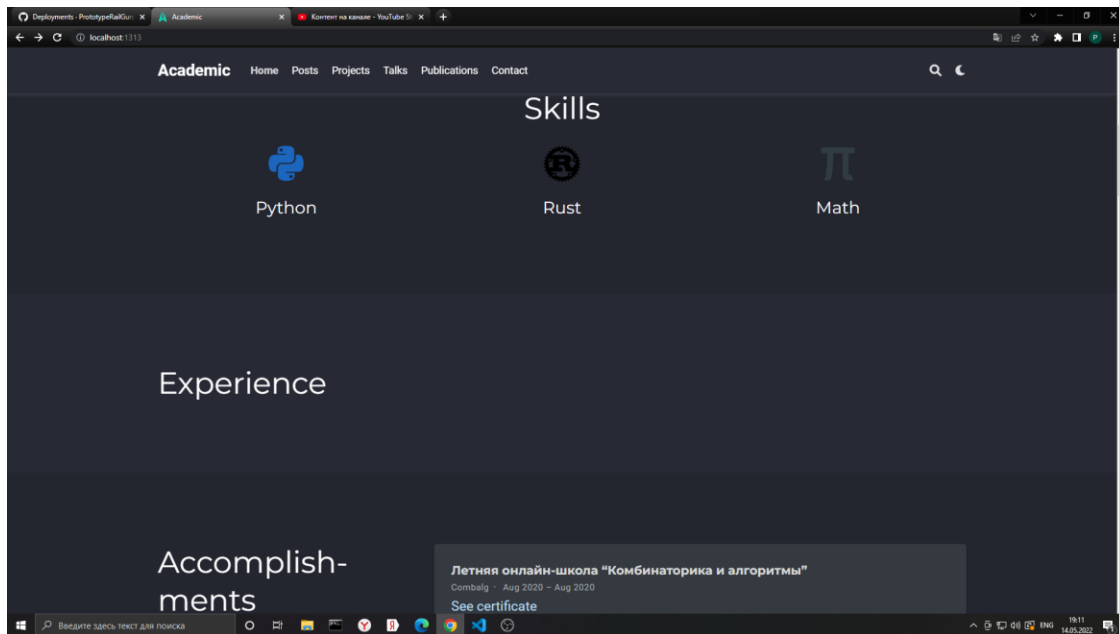 Deployments · PrototypeRailGun
Academic
Контент на канале - YouTube St
localhost:1313
P
Academic Home Posts Projects Talks Publications Contact
Skills
Python Rust Math
Experience
Accomplish-
ments
Летняя онлайн-школа “Комбинаторика и алгоритмы”
Combalg · Aug 2020 – Aug 2020
See certificate
Введите здесь текст для поиска
ENG
19:11
14.05.2022